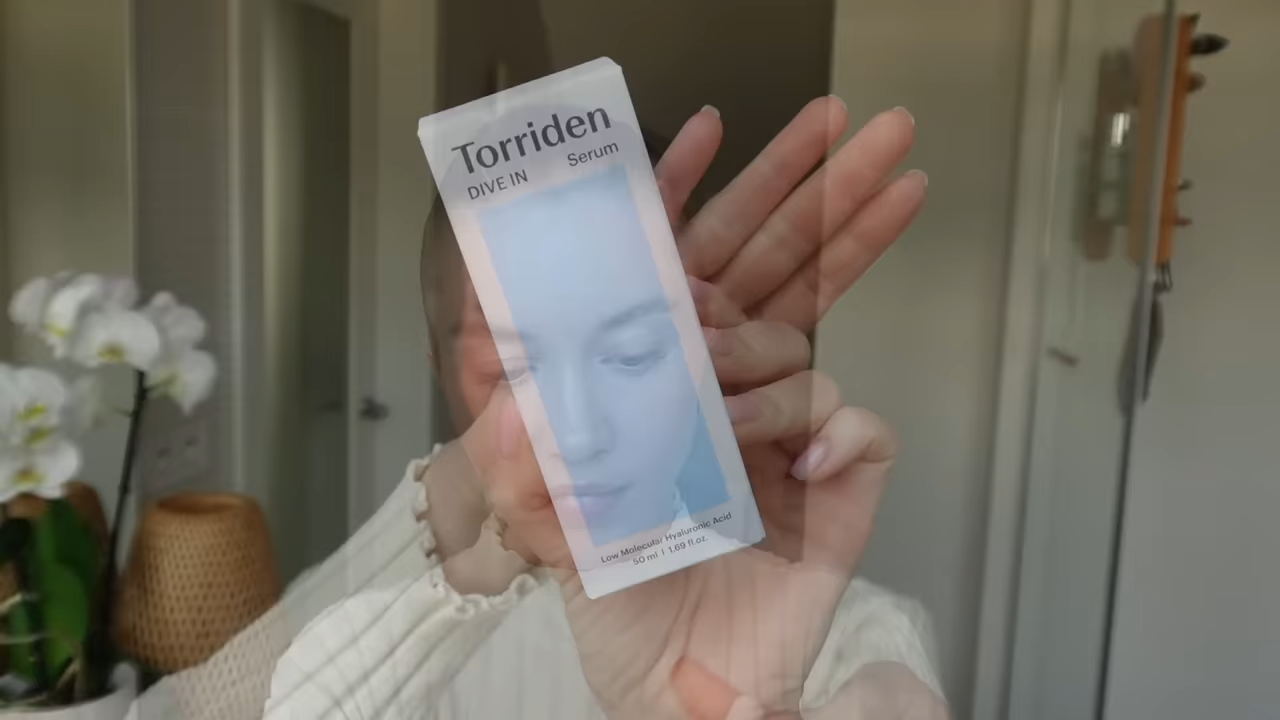 Torriden
DIVE IN Serum
Low Molecular Hyaluronic Acid
50 ml | 1.69 fl.oz.